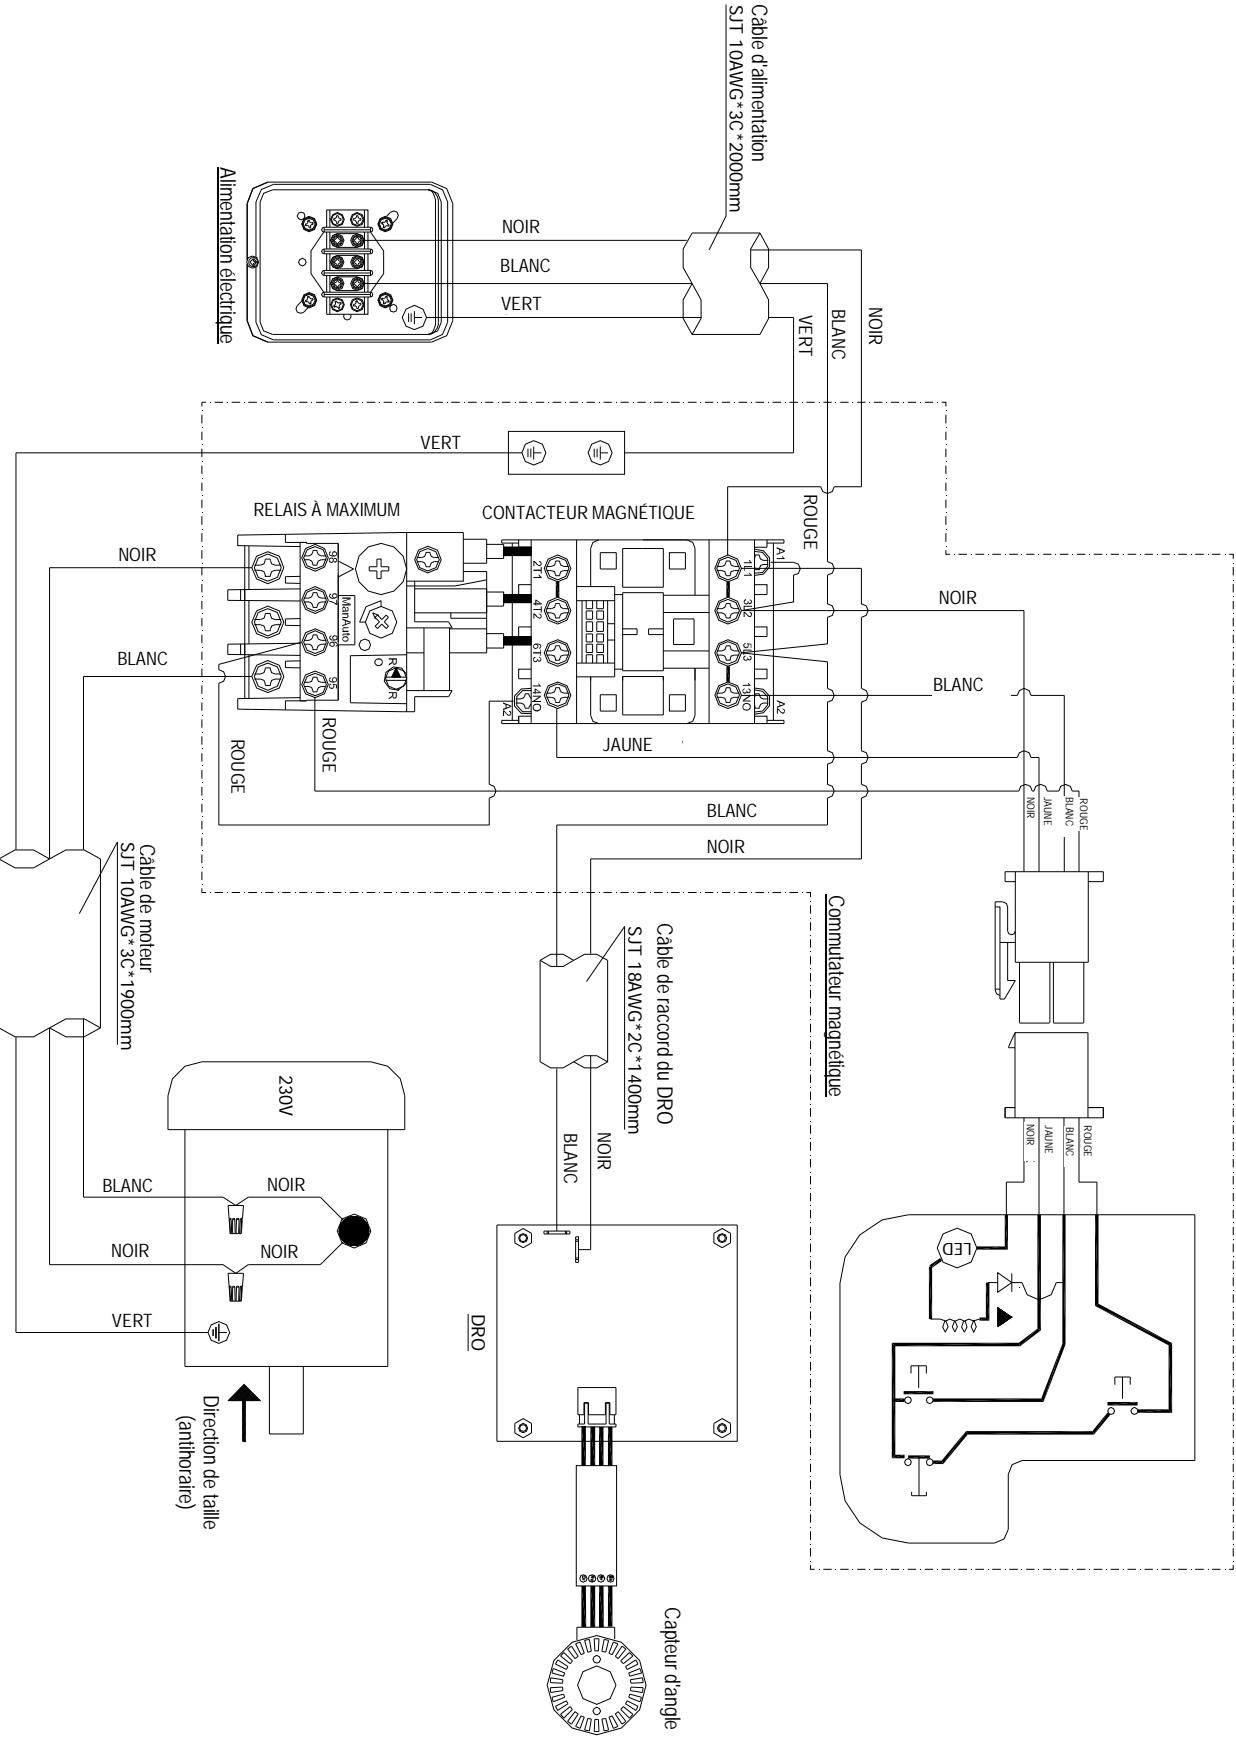 Câble d'alimentation
SJT 10AWG*3C*2000mm
Alimentation électrique
NOIR
BLANC
VERT
NOIR
BLANC
VERT
VERT
RELAIS À MAXIMUM
CONTACTEUR MAGNÉTIQUE
ROUGE
NOIR
BLANC
NOIR
BLANC
98
97
96
95
ManAuto
R
O
R
2T1
4T2
6T3
14NO
A2
A1
1L1
3L2
5L3
13NO
A2
JAUNE
ROUGE
ROUGE
BLANC
NOIR
NOIR
JAUNE
BLANC
ROUGE
Commutateur magnétique
Câble de moteur
SJT 10AWG*3C*1900mm
Câble de raccord du DRO
SJT 18AWG*2C*1400mm
NOIR
BLANC
NOIR
JAUNE
BLANC
ROUGE
LED
230V
BLANC
NOIR
NOIR
NOIR
VERT
DRO
Direction de taille
(antihoraire)
Capteur d'angle